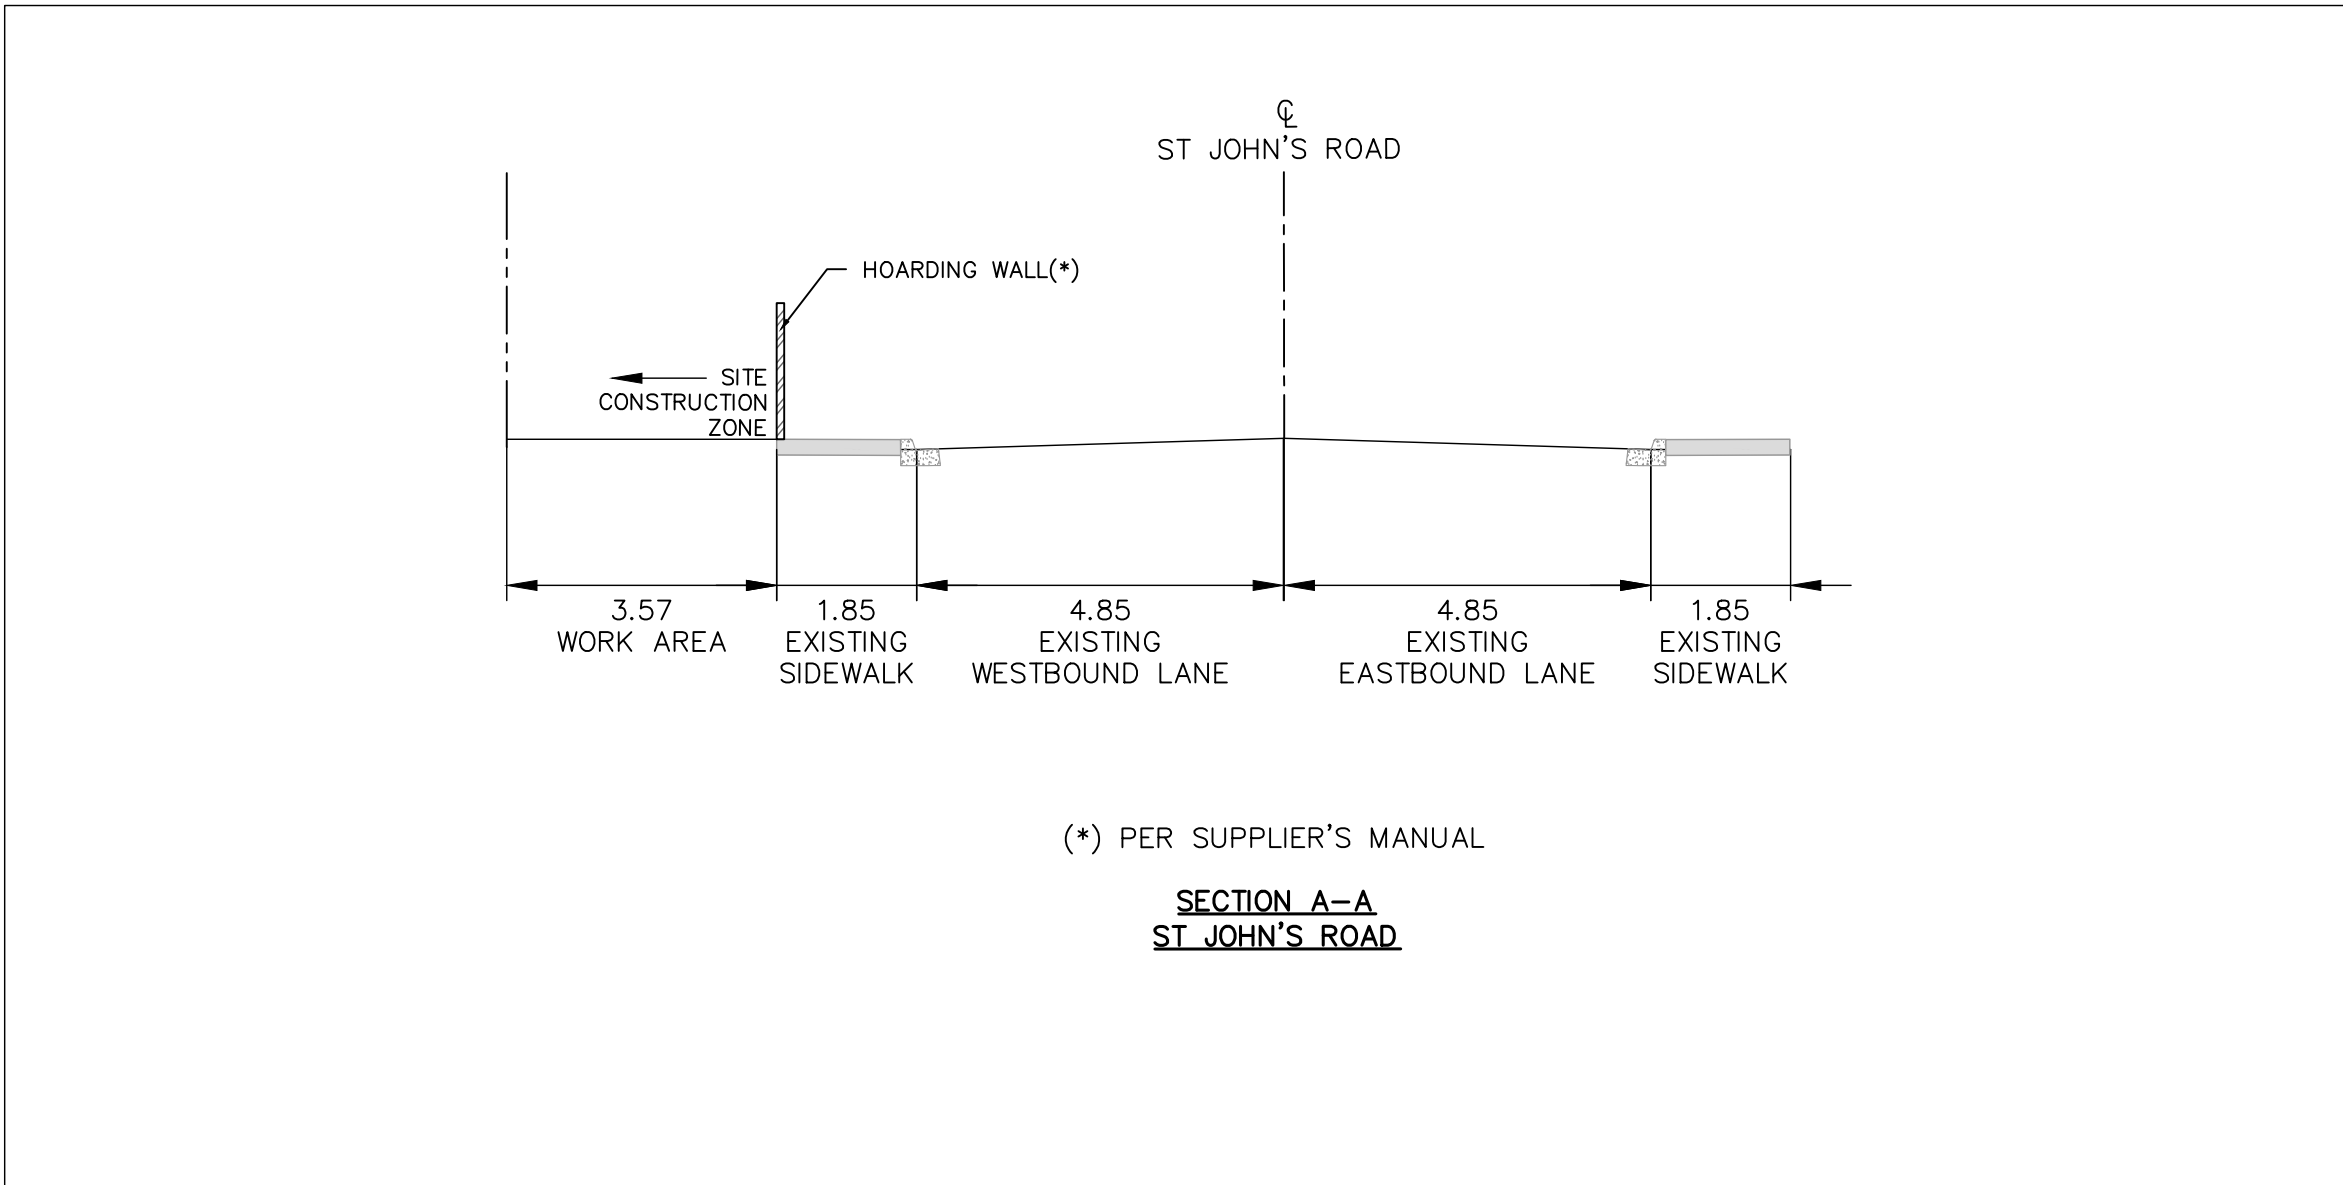 ℄
ST JOHN'S ROAD
HOARDING WALL(*)
SITE
CONSTRUCTION
ZONE
3.57
WORK AREA
1.85
EXISTING
SIDEWALK
4.85
EXISTING
WESTBOUND LANE
4.85
EXISTING
EASTBOUND LANE
1.85
EXISTING
SIDEWALK
(*) PER SUPPLIER'S MANUAL
SECTION A-A
ST JOHN'S ROAD